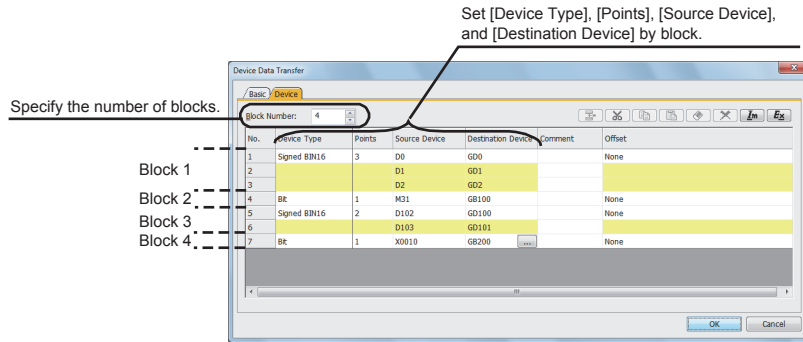 Set [Device Type], [Points], [Source Device],
and [Destination Device] by block.
Device Data Transfer
Basic Device
Specify the number of blocks.
Block Number: 4
Im Ex
No. Device Type Points Source Device Destination Device Comment Offset
1 Signed BIN16 3 D0 GD0 None
Block 1
2 D1 GD1
3 D2 GD2
Block 2
4 Bit 1 M31 GB100 None
5 Signed BIN16 2 D102 GD100 None
Block 3
6 D103 GD101
Block 4
7 Bit 1 X0010 GB200 ... None
OK Cancel